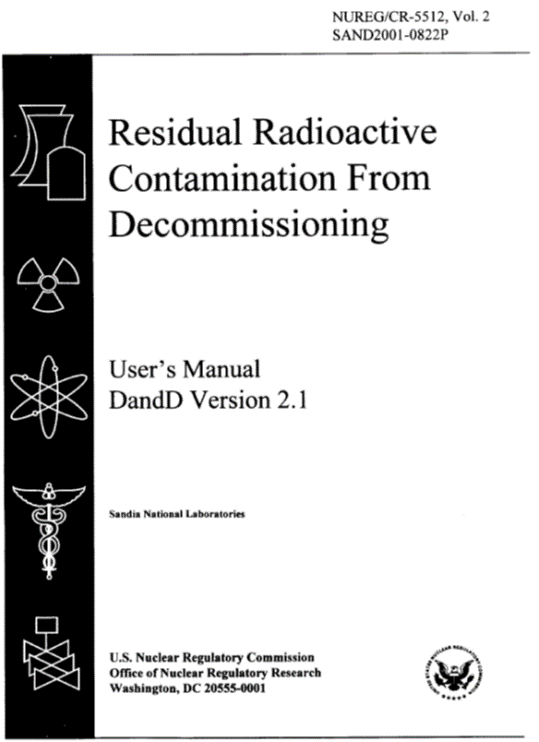 NUREG/CR-5512, Vol. 2
SAND2001-0822P
Residual Radioactive
Contamination From
Decommissioning
User's Manual
DandD Version 2.1
Sandia National Laboratories
U.S. Nuclear Regulatory Commission
Office of Nuclear Regulatory Research
Washington, DC 20555-0001